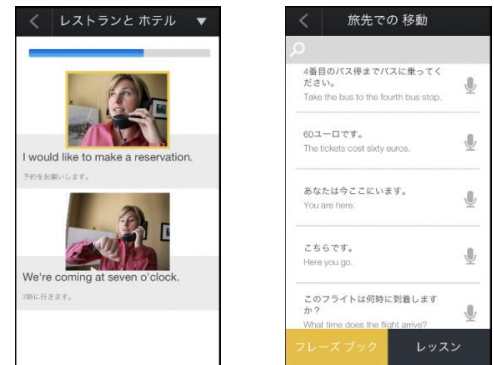 レストランと ホテル
I would like to make a reservation.
予約をお願いします。
We're coming at seven o'clock.
7時に行きます。
旅先での 移動
4番目のバス停までバスに乗ってく
ださい。
Take the bus to the fourth bus stop.
60ユーロです。
The tickets cost sixty euros.
あなたは今ここにいます。
You are here.
こちらです。
Here you go.
このフライトは何時に到着します
か？
What time does the flight arrive?
フレーズ ブック
レッスン